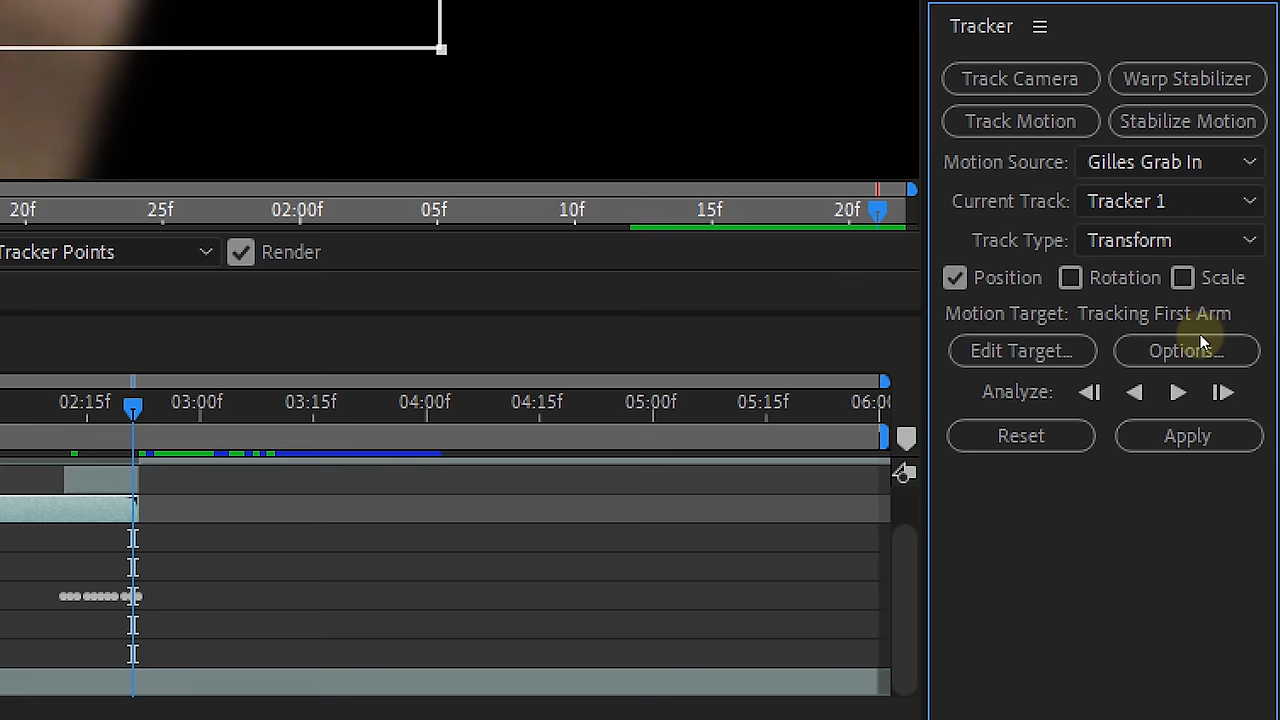 Tracker
Track Camera Warp Stabilizer
Track Motion Stabilize Motion
Motion Source: Gilles Grab In
Current Track: Tracker 1
Track Type: Transform
Position Rotation Scale
Motion Target: Tracking First Arm
Edit Target... Options...
Analyze:
Reset Apply
20f 25f 02:00f 05f 10f 15f 20f
Tracker Points Render
02:15f 03:00f 03:15f 04:00f 04:15f 05:00f 05:15f 06:0